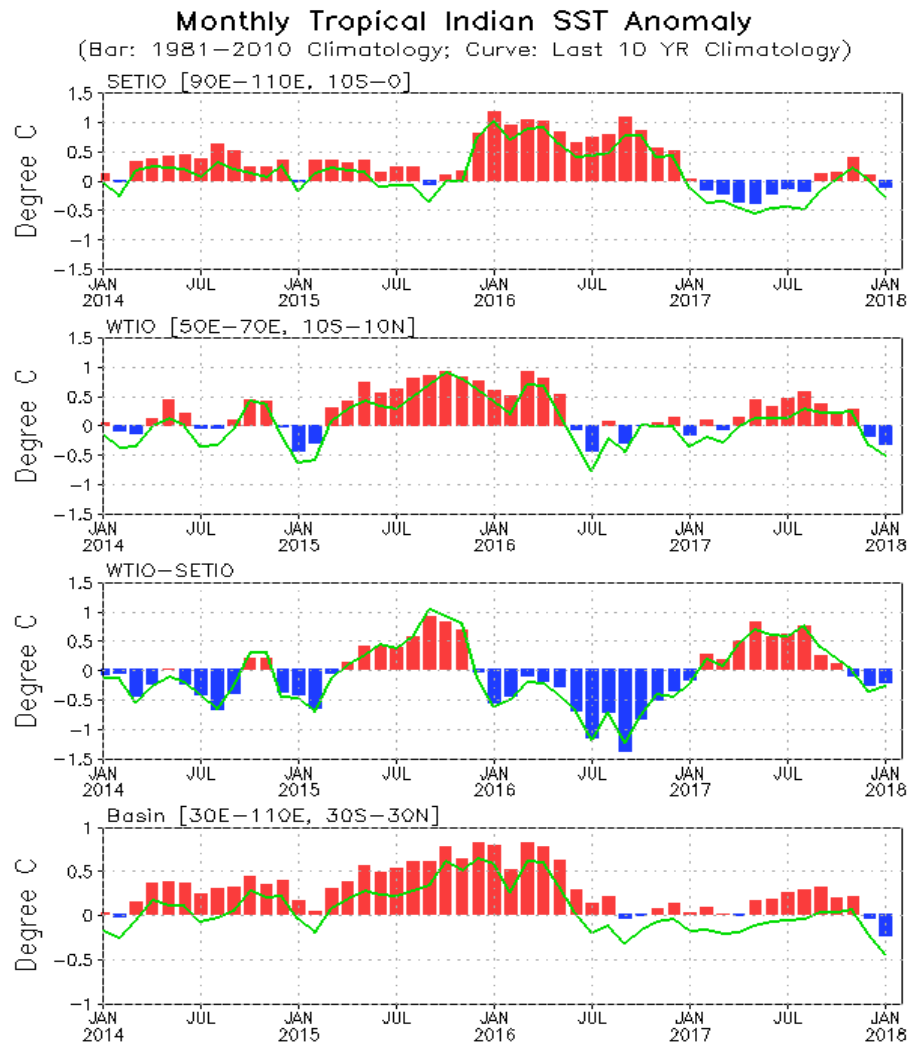 Monthly Tropical Indian SST Anomaly
(Bar: 1981–2010 Climatology; Curve: Last 10 YR Climatology)
SETIO [90E–110E, 10S–0]
Degree C
1.5
1
0.5
0
−0.5
−1
−1.5
JAN JUL JAN JUL JAN JUL JAN JUL JAN
2014 2015 2016 2017 2018
WTIO [50E–70E, 10S–10N]
Degree C
1.5
1
0.5
0
−0.5
−1
−1.5
JAN JUL JAN JUL JAN JUL JAN JUL JAN
2014 2015 2016 2017 2018
WTIO–SETIO
1.5
1
0.5
0
−0.5
−1
−1.5
JAN JUL JAN JUL JAN JUL JAN JUL JAN
2014 2015 2016 2017 2018
Basin [30E–110E, 30S–30N]
Degree C
1
0.5
0
−0.5
−1
JAN JUL JAN JUL JAN JUL JAN JUL JAN
2014 2015 2016 2017 2018